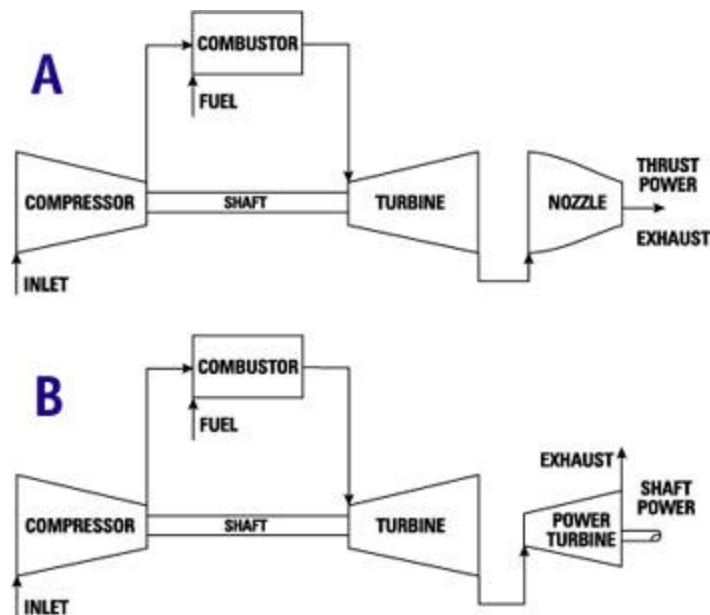 A
COMBUSTOR
FUEL
COMPRESSOR
SHAFT
TURBINE
NOZZLE
THRUST
POWER
EXHAUST
INLET
B
COMBUSTOR
FUEL
COMPRESSOR
SHAFT
TURBINE
EXHAUST
POWER
TURBINE
SHAFT
POWER
INLET